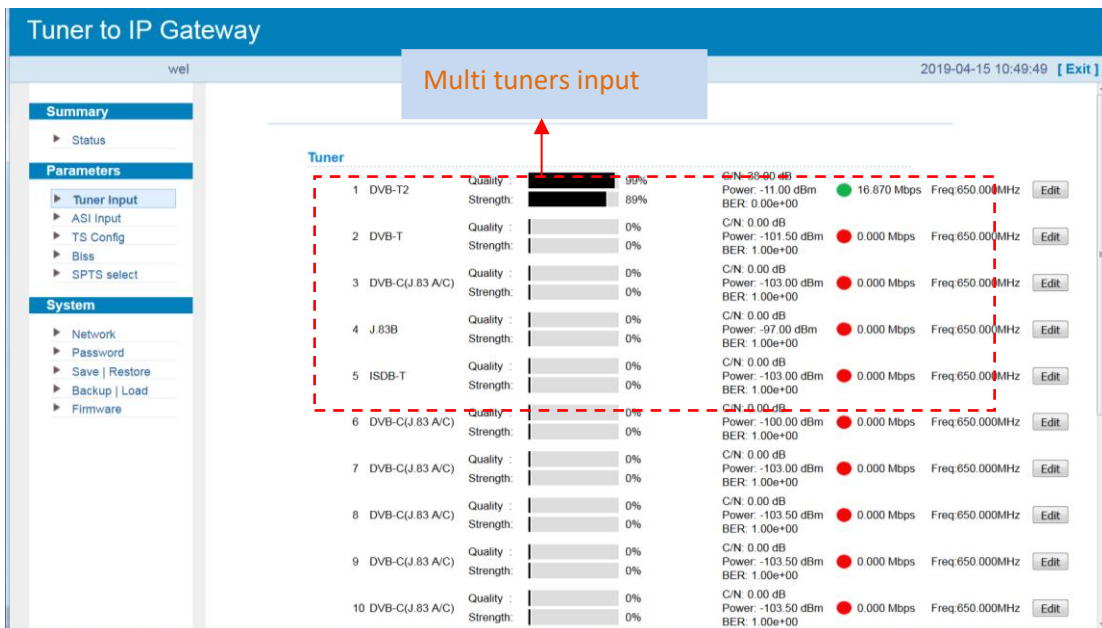 Tuner to IP Gateway
wel
2019-04-15 10:49:49 [ Exit ]
Multi tuners input
Summary
Status
Parameters
Tuner Input
ASI Input
TS Config
Biss
SPTS select
System
Network
Password
Save | Restore
Backup | Load
Firmware
Tuner
1 DVB-T2 Quality : 99% C/N: 38.00 dB
Strength: 89% Power: -11.00 dBm 16.870 Mbps Freq:650.000MHz Edit
BER: 0.00e+00
2 DVB-T Quality : 0% C/N: 0.00 dB
Strength: 0% Power: -101.50 dBm 0.000 Mbps Freq:650.000MHz Edit
BER: 1.00e+00
3 DVB-C(J.83 A/C) Quality : 0% C/N: 0.00 dB
Strength: 0% Power: -103.00 dBm 0.000 Mbps Freq:650.000MHz Edit
BER: 1.00e+00
4 J.83B Quality : 0% C/N: 0.00 dB
Strength: 0% Power: -97.00 dBm 0.000 Mbps Freq:650.000MHz Edit
BER: 1.00e+00
5 ISDB-T Quality : 0% C/N: 0.00 dB
Strength: 0% Power: -103.00 dBm 0.000 Mbps Freq:650.000MHz Edit
BER: 1.00e+00
6 DVB-C(J.83 A/C) Quality : 0% C/N: 0.00 dB
Strength: 0% Power: -100.00 dBm 0.000 Mbps Freq:650.000MHz Edit
BER: 1.00e+00
7 DVB-C(J.83 A/C) Quality : 0% C/N: 0.00 dB
Strength: 0% Power: -103.00 dBm 0.000 Mbps Freq:650.000MHz Edit
BER: 1.00e+00
8 DVB-C(J.83 A/C) Quality : 0% C/N: 0.00 dB
Strength: 0% Power: -103.50 dBm 0.000 Mbps Freq:650.000MHz Edit
BER: 1.00e+00
9 DVB-C(J.83 A/C) Quality : 0% C/N: 0.00 dB
Strength: 0% Power: -103.50 dBm 0.000 Mbps Freq:650.000MHz Edit
BER: 1.00e+00
10 DVB-C(J.83 A/C) Quality : 0% C/N: 0.00 dB
Strength: 0% Power: -103.50 dBm 0.000 Mbps Freq:650.000MHz Edit
BER: 1.00e+00